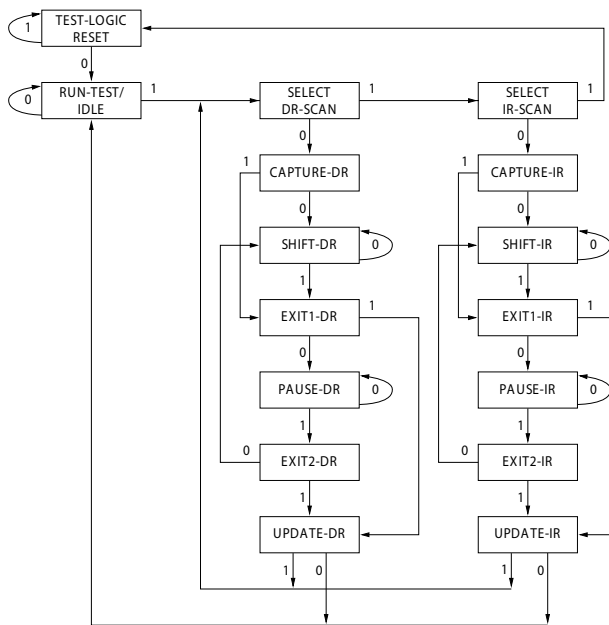 TEST-LOGIC
RESET
1
0
RUN-TEST/
IDLE
0
1
SELECT
DR-SCAN
1
SELECT
IR-SCAN
1
0
0
1
CAPTURE-DR
1
CAPTURE-IR
0
0
SHIFT-DR
0
SHIFT-IR
0
1
1
EXIT1-DR
1
EXIT1-IR
1
0
0
PAUSE-DR
0
PAUSE-IR
0
1
1
0
EXIT2-DR
0
EXIT2-IR
1
1
UPDATE-DR
UPDATE-IR
1
0
1
0